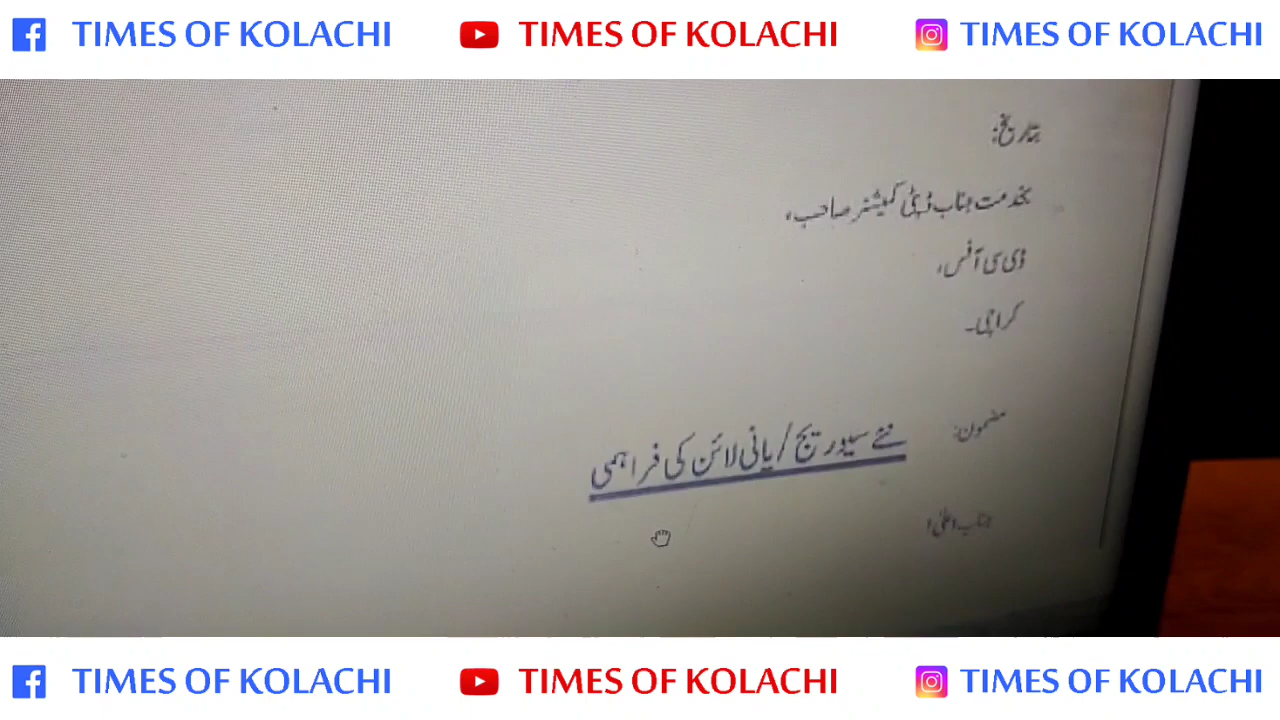 TIMES OF KOLACHI TIMES OF KOLACHI TIMES OF KOLACHI
بتاریخ:
بخدمت جناب ڈپٹی کمیشنر صاحب،
ڈی سی آفس،
کراچی۔
مضمون: نئے سیوریج/پانی لائن کی فراہمی
جناب اعلیٰ!
TIMES OF KOLACHI TIMES OF KOLACHI TIMES OF KOLACHI